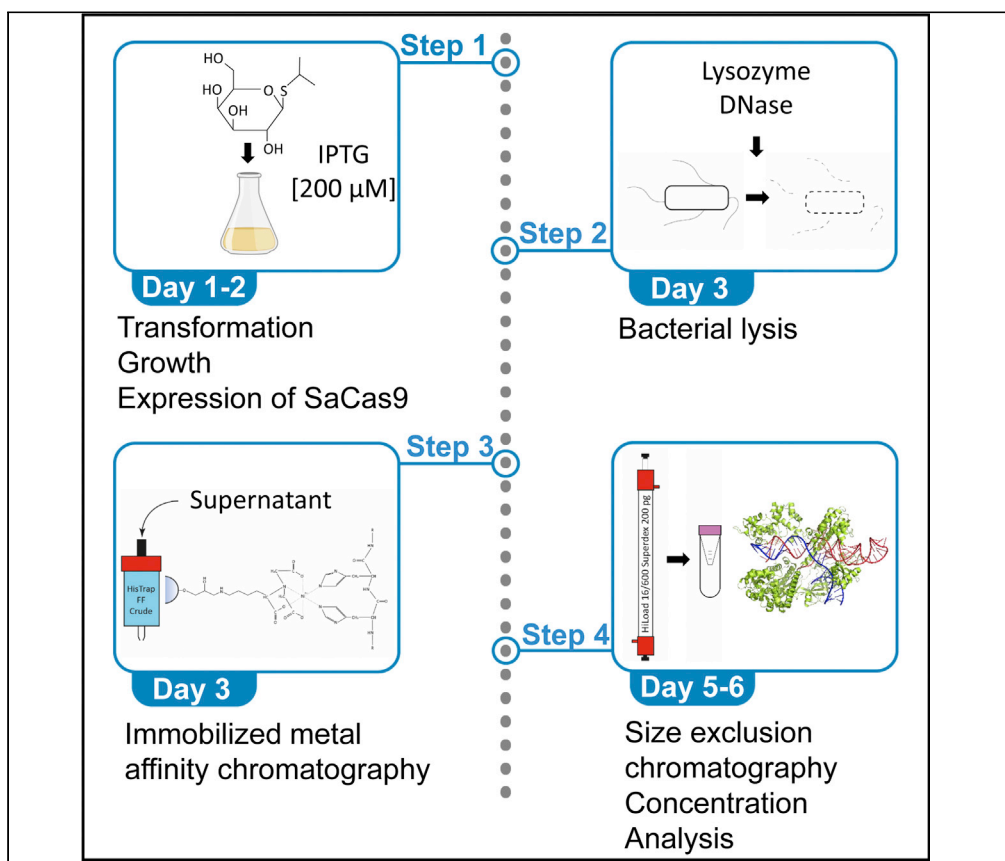 Step 1
HO
HO
OH
OH
O
S
OH
IPTG
[200 µM]
Day 1-2
Transformation
Growth
Expression of SaCas9
Step 2
Lysozyme
DNase
Day 3
Bacterial lysis
Step 3
Supernatant
HisTrap
FF
Crude
Day 3
Immobilized metal
affinity chromatography
Step 4
HiLoad 16/600 Superdex 200 pg
Day 5-6
Size exclusion
chromatography
Concentration
Analysis